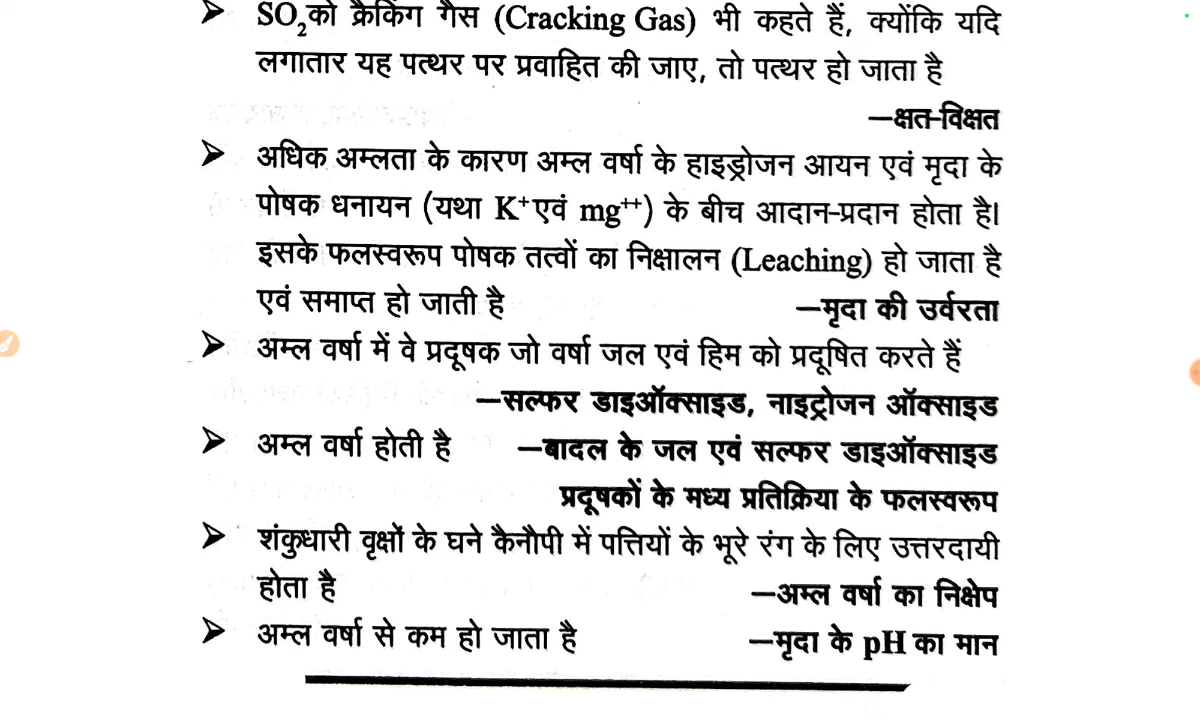 ➤ SO₂को क्रैकिंग गैस (Cracking Gas) भी कहते हैं, क्योंकि यदि
लगातार यह पत्थर पर प्रवाहित की जाए, तो पत्थर हो जाता है
—क्षत-विक्षत
➤ अधिक अम्लता के कारण अम्ल वर्षा के हाइड्रोजन आयन एवं मृदा के
पोषक धनायन (यथा K⁺एवं mg⁺⁺) के बीच आदान-प्रदान होता है।
इसके फलस्वरूप पोषक तत्वों का निक्षालन (Leaching) हो जाता है
एवं समाप्त हो जाती है —मृदा की उर्वरता
➤ अम्ल वर्षा में वे प्रदूषक जो वर्षा जल एवं हिम को प्रदूषित करते हैं
—सल्फर डाइऑक्साइड, नाइट्रोजन ऑक्साइड
➤ अम्ल वर्षा होती है —बादल के जल एवं सल्फर डाइऑक्साइड
प्रदूषकों के मध्य प्रतिक्रिया के फलस्वरूप
➤ शंकुधारी वृक्षों के घने कैनौपी में पत्तियों के भूरे रंग के लिए उत्तरदायी
होता है —अम्ल वर्षा का निक्षेप
➤ अम्ल वर्षा से कम हो जाता है —मृदा के pH का मान